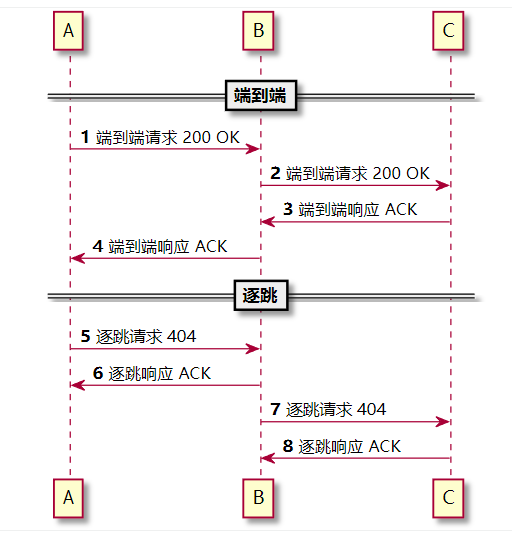 A B C
端到端
1 端到端请求 200 OK
2 端到端请求 200 OK
3 端到端响应 ACK
4 端到端响应 ACK
逐跳
5 逐跳请求 404
6 逐跳响应 ACK
7 逐跳请求 404
8 逐跳响应 ACK
A B C